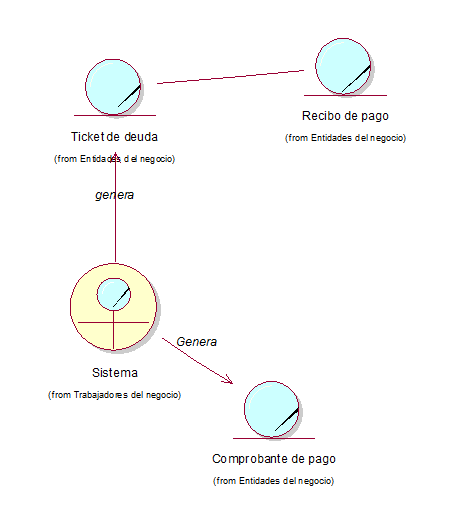 Recibo de pago
(from Entidades del negocio)
Ticket de deuda
(from Entidades del negocio)
genera
Sistema
(from Trabajadores del negocio)
Genera
Comprobante de pago
(from Entidades del negocio)